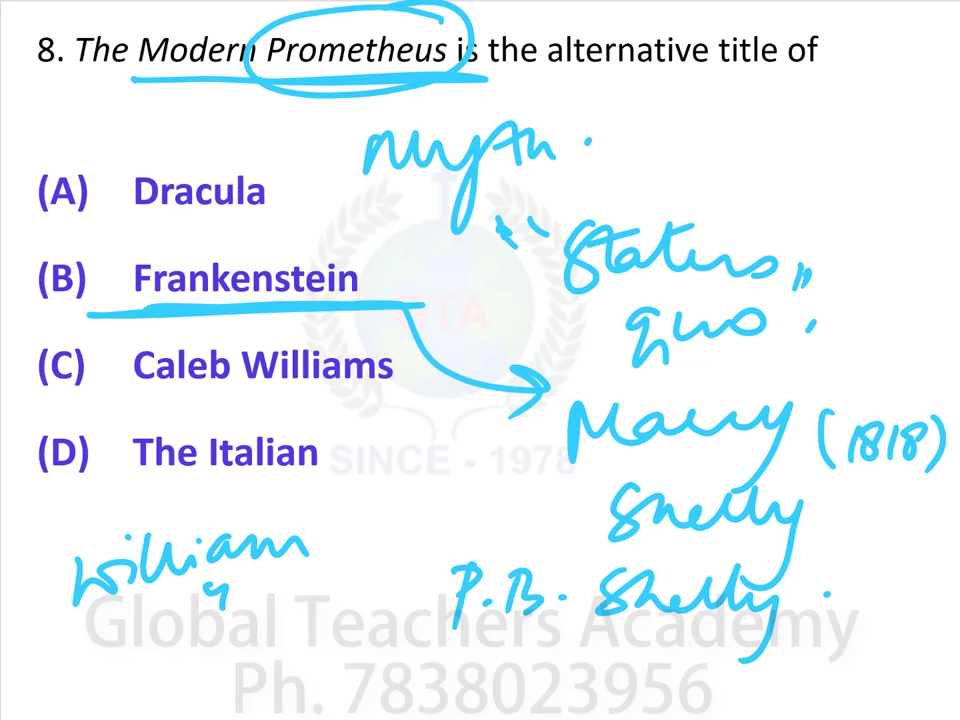 8. The Modern Prometheus is the alternative title of
Myth.
(A) Dracula
"Status
quo".
(B) Frankenstein
GTA
(C) Caleb Williams
Mary (1818)
(D) The Italian
SINCE - 1978
Shelly
William
P.B. Shelly.
Global Teachers Academy
Ph. 7838023956